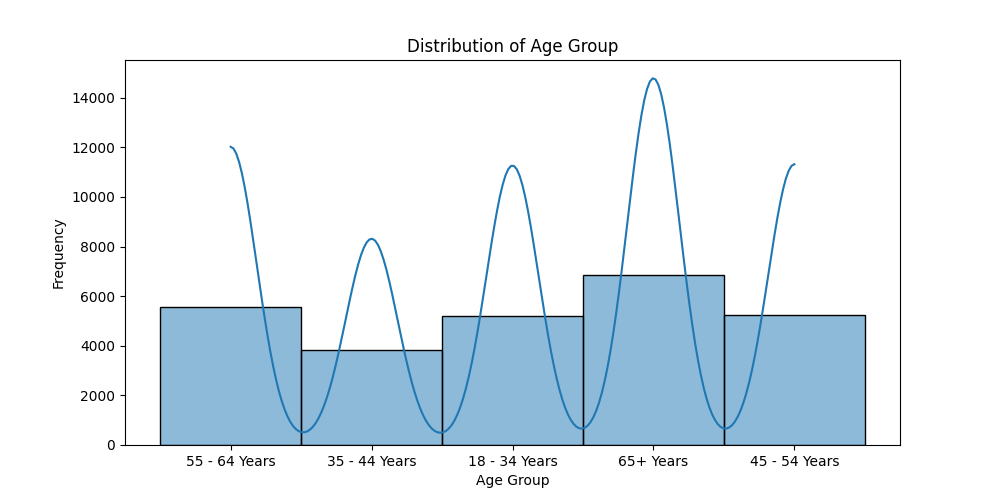 Distribution of Age Group
Frequency
14000
12000
10000
8000
6000
4000
2000
0
55 - 64 Years
35 - 44 Years
18 - 34 Years
65+ Years
45 - 54 Years
Age Group